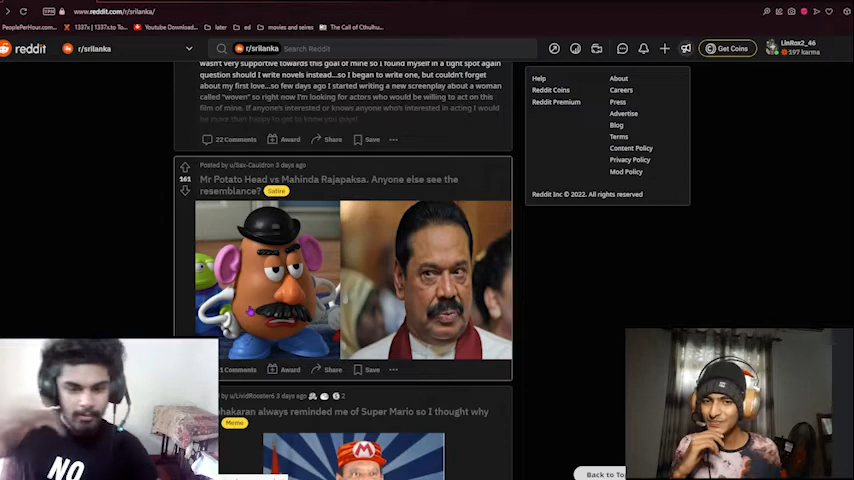 www.reddit.com/r/srilanka/
PeoplePerHour.com...
1337x | 1337x.to To...
Youtube Download...
later
ed
movies and seires
The Call of Cthulhu...
reddit
r/srilanka
r/srilanka
Search Reddit
Get Coins
LinRox2_46
197 karma
wasn't very supportive towards this goal of mine so I found myself in a tight spot again
question should I write novels instead...so I began to write one, but couldn't forget
about my first love...so few days ago I started writing a new screenplay about a woman
called "woven" so right now I'm looking for actors who would be willing to act on this
film of mine. If anyone's interested or knows anyone who's interested in acting I would
be more than happy to get to know you guys!
22 Comments
Award
Share
Save
161
Posted by u/Sax-Cauldron 3 days ago
Mr Potato Head vs Mahinda Rajapaksa. Anyone else see the
resemblance?
Satire
Comments
Award
Share
Save
by u/LividRooster6 3 days ago
2
hakaran always reminded me of Super Mario so I thought why
Meme
M
Help
About
Reddit Coins
Careers
Reddit Premium
Press
Advertise
Blog
Terms
Content Policy
Privacy Policy
Mod Policy
Reddit Inc © 2022. All rights reserved
Back to To
NO